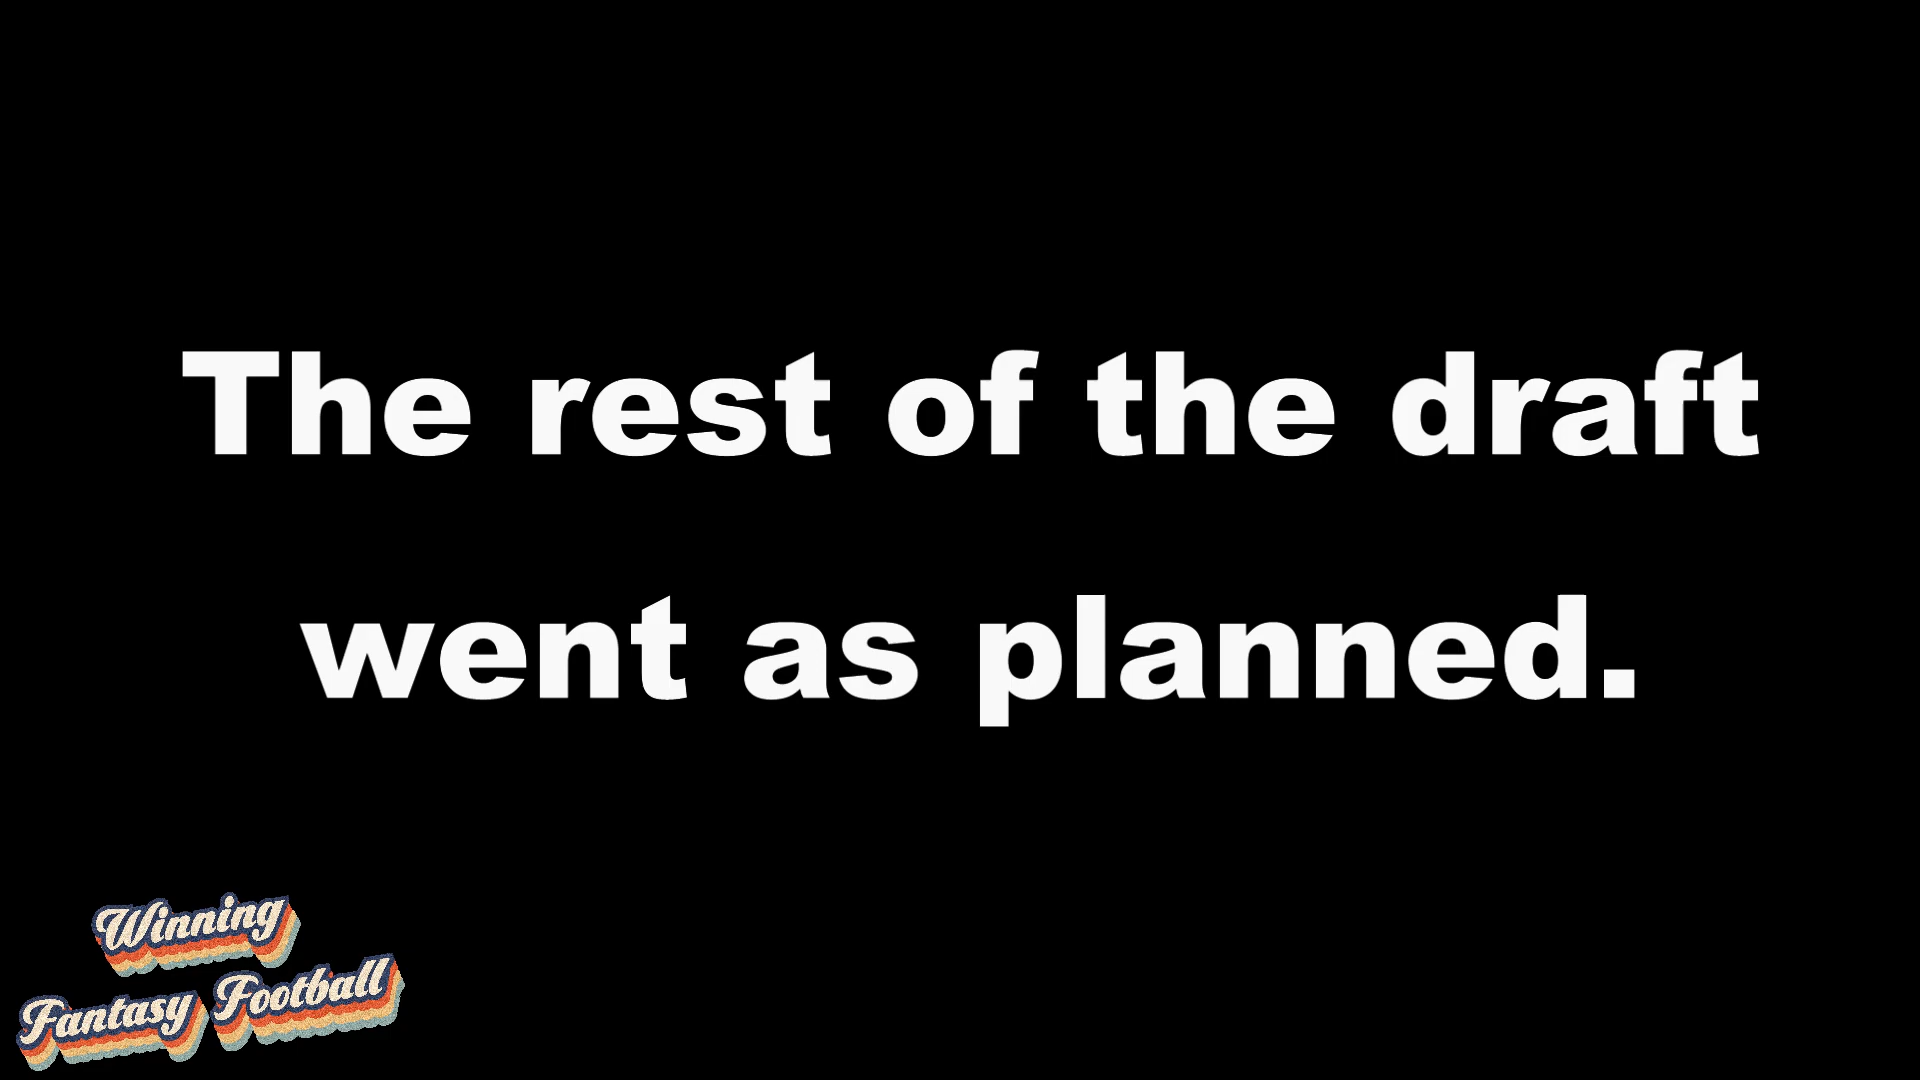 The rest of the draft
went as planned.
Winning
Fantasy Football